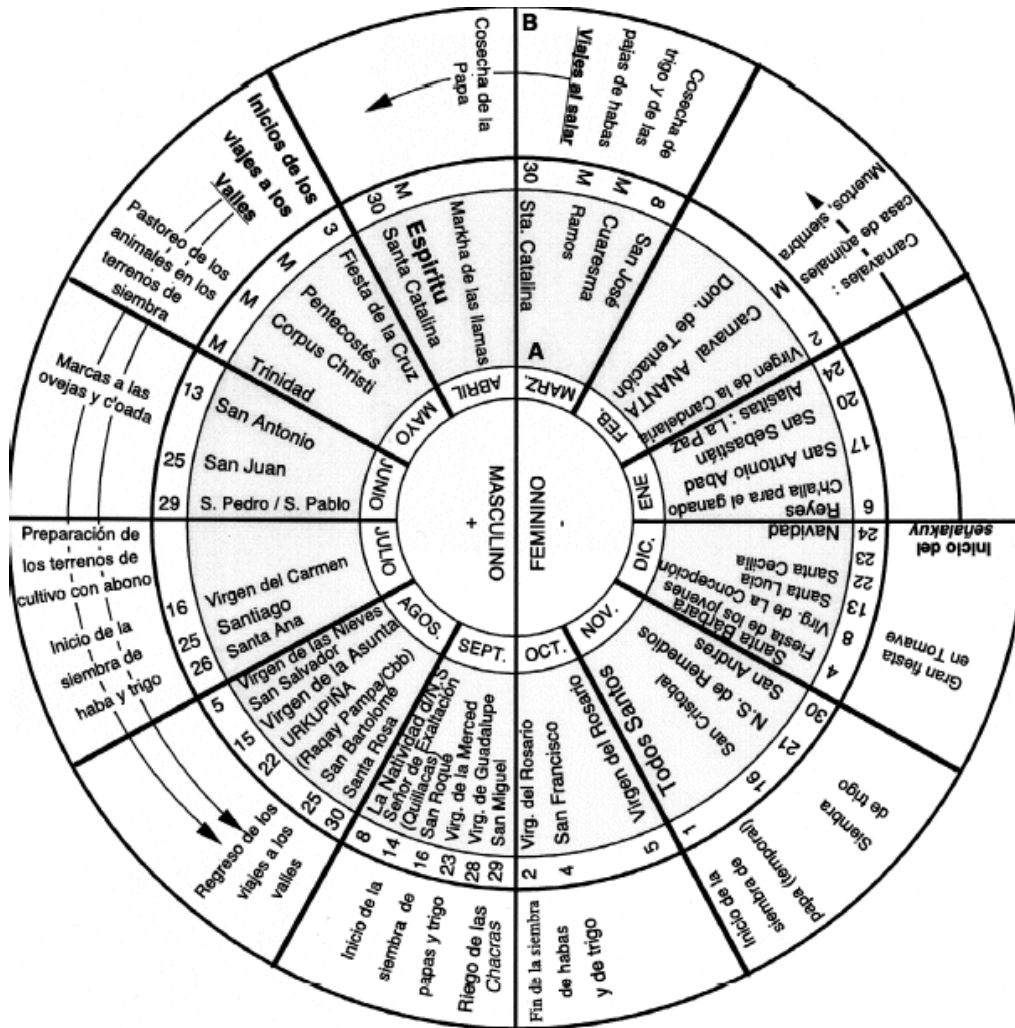 B
A
MASCULINO
+
FEMININO
-
ENE
FEB.
MARZ.
ABRIL
MAYO
JUNIO
JULIO
AGOS.
SEPT.
OCT.
NOV.
DIC.
Cosecha de
trigo y de las
pajas de habas
Viajes al salar
8
M
M
30
San José
Cuaresma
Ramos
Sta. Catalina
Cosecha de la
Papa
M
30
Markha de las llamas
Espiritu
Santa Catalina
Inicios de los
viajes a los
Valles
Pastoreo de los
animales en los
terrenos de
siembra
3
M
M
M
Fiesta de la Cruz
Pentecostés
Corpus Christi
Trinidad
Marcas a las
ovejas y c'oada
13
San Antonio
25
San Juan
29
S. Pedro / S. Pablo
Preparación de
los terrenos de
cultivo con abono
Inicio de la
siembra de
haba y trigo
16
Virgen del Carmen
25
Santiago
26
Santa Ana
5
Virgen de las Nieves
San Salvador
15
Virgen de la Asunta
URKUPIÑA
(Raqay Pampa/Cbb)
22
San Bartolomé
25
Santa Rosa
30
Regreso de los
viajes a los
valles
8
La Natividad d/N.S
14
Señor de Exaltación
(Quillacas)
16
San Roque
23
Virg. de la Merced
28
Virg. de Guadalupe
29
San Miguel
Inicio de la
siembra de
papas y trigo
Riego de las
Chacras
2
Virg. del Rosario
4
San Francisco
5
Virgen del Rosario
Fin de la siembra
de habas
y de trigo
1
Todos Santos
16
San Cristobal
21
N.S. de Remedios
30
San Andres
Inicio de la
siembra de
papa (temporal)
Siembra
de trigo
4
Santa Barbara
8
Fiesta de los jovenes
Virg. de La Concepción
13
Santa Lucia
22
Santa Cecilia
23
24
Navidad
Gran fiesta
en Tomave
Inicio del
señalakuy
6
Reyes
Ch'alla para el ganado
17
San Antonio Abad
20
San Sebastián
24
Alasitas : La Paz
2
Virgen de la Candelaria
M
Carnaval ANANTA
Dom. de Tentación
Carnavales :
casa de animales
Muertos, siembra